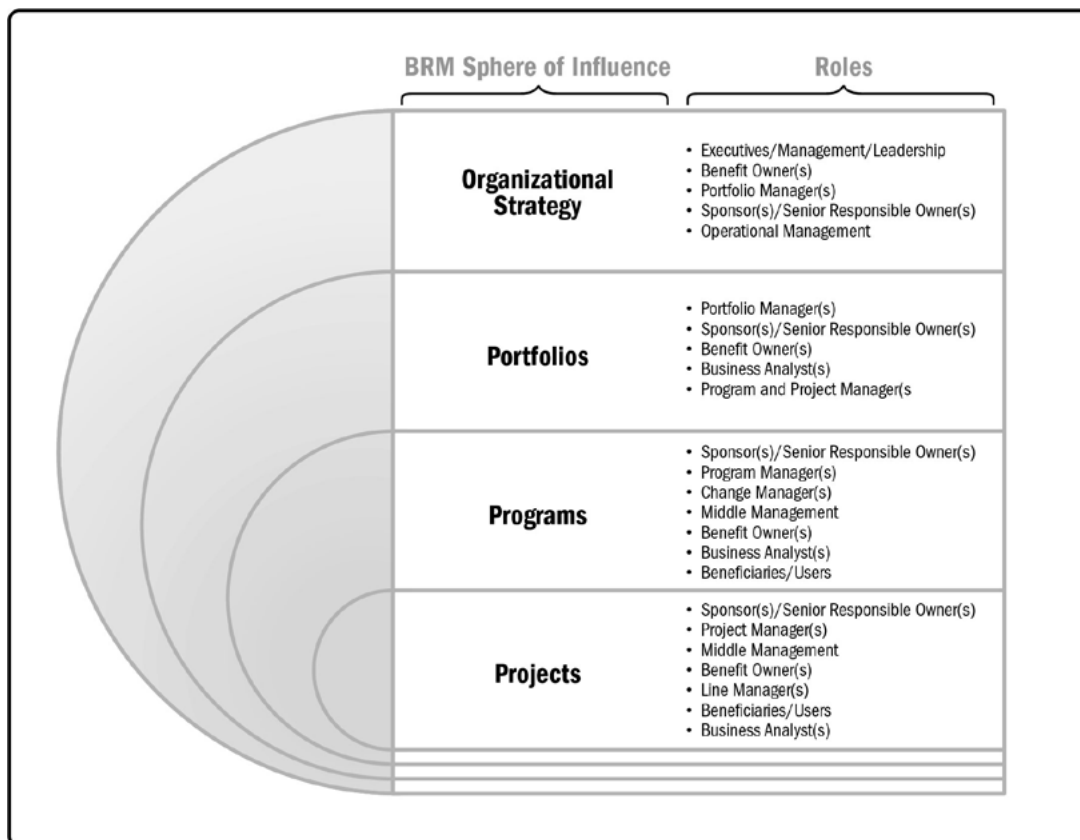 BRM Sphere of Influence
Roles
Organizational
Strategy
• Executives/Management/Leadership
• Benefit Owner(s)
• Portfolio Manager(s)
• Sponsor(s)/Senior Responsible Owner(s)
• Operational Management
Portfolios
• Portfolio Manager(s)
• Sponsor(s)/Senior Responsible Owner(s)
• Benefit Owner(s)
• Business Analyst(s)
• Program and Project Manager(s
Programs
• Sponsor(s)/Senior Responsible Owner(s)
• Program Manager(s)
• Change Manager(s)
• Middle Management
• Benefit Owner(s)
• Business Analyst(s)
• Beneficiaries/Users
Projects
• Sponsor(s)/Senior Responsible Owner(s)
• Project Manager(s)
• Middle Management
• Benefit Owner(s)
• Line Manager(s)
• Beneficiaries/Users
• Business Analyst(s)